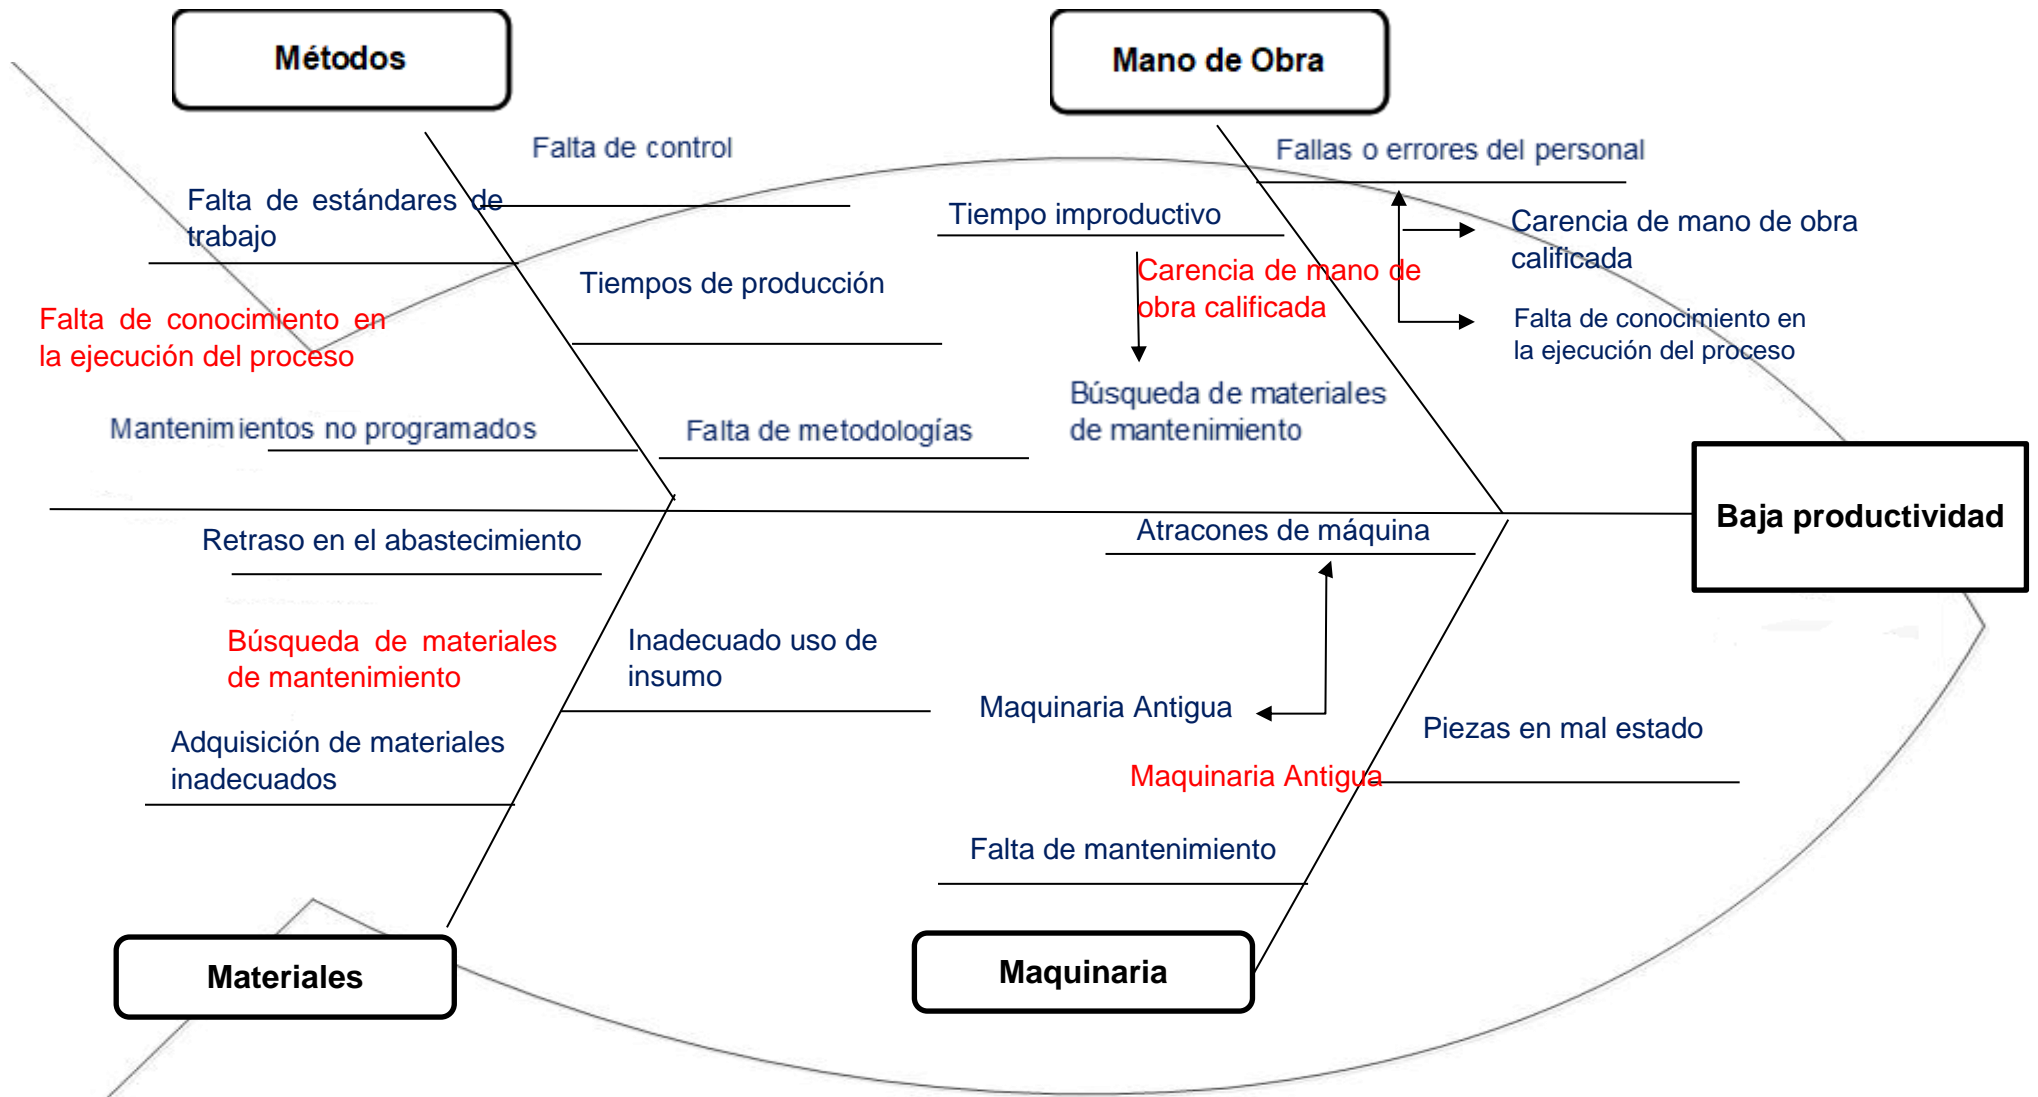 Métodos
Mano de Obra
Falta de control
Fallas o errores del personal
Falta de estándares de
trabajo
Tiempo improductivo
Carencia de mano de obra
calificada
Tiempos de producción
Carencia de mano de
obra calificada
Falta de conocimiento en
la ejecución del proceso
Falta de conocimiento en
la ejecución del proceso
Búsqueda de materiales
de mantenimiento
Mantenimientos no programados
Falta de metodologías
Baja productividad
Retraso en el abastecimiento
Atracones de máquina
Búsqueda de materiales
de mantenimiento
Inadecuado uso de
insumo
Maquinaria Antigua
Piezas en mal estado
Adquisición de materiales
inadecuados
Maquinaria Antigua
Falta de mantenimiento
Materiales
Maquinaria